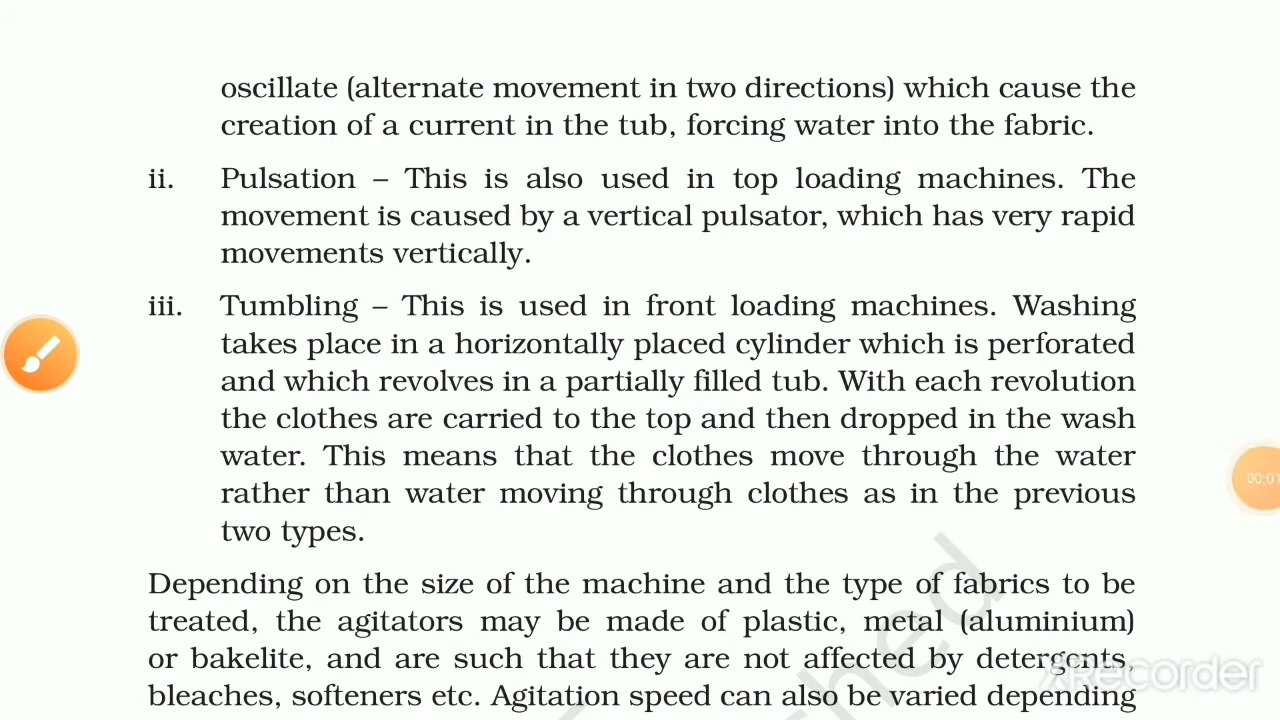 oscillate (alternate movement in two directions) which cause the
creation of a current in the tub, forcing water into the fabric.
ii. Pulsation – This is also used in top loading machines. The
movement is caused by a vertical pulsator, which has very rapid
movements vertically.
iii. Tumbling – This is used in front loading machines. Washing
takes place in a horizontally placed cylinder which is perforated
and which revolves in a partially filled tub. With each revolution
the clothes are carried to the top and then dropped in the wash
water. This means that the clothes move through the water
rather than water moving through clothes as in the previous
two types.
Depending on the size of the machine and the type of fabrics to be
treated, the agitators may be made of plastic, metal (aluminium)
or bakelite, and are such that they are not affected by detergents,
bleaches, softeners etc. Agitation speed can also be varied depending
00:01
Recorder